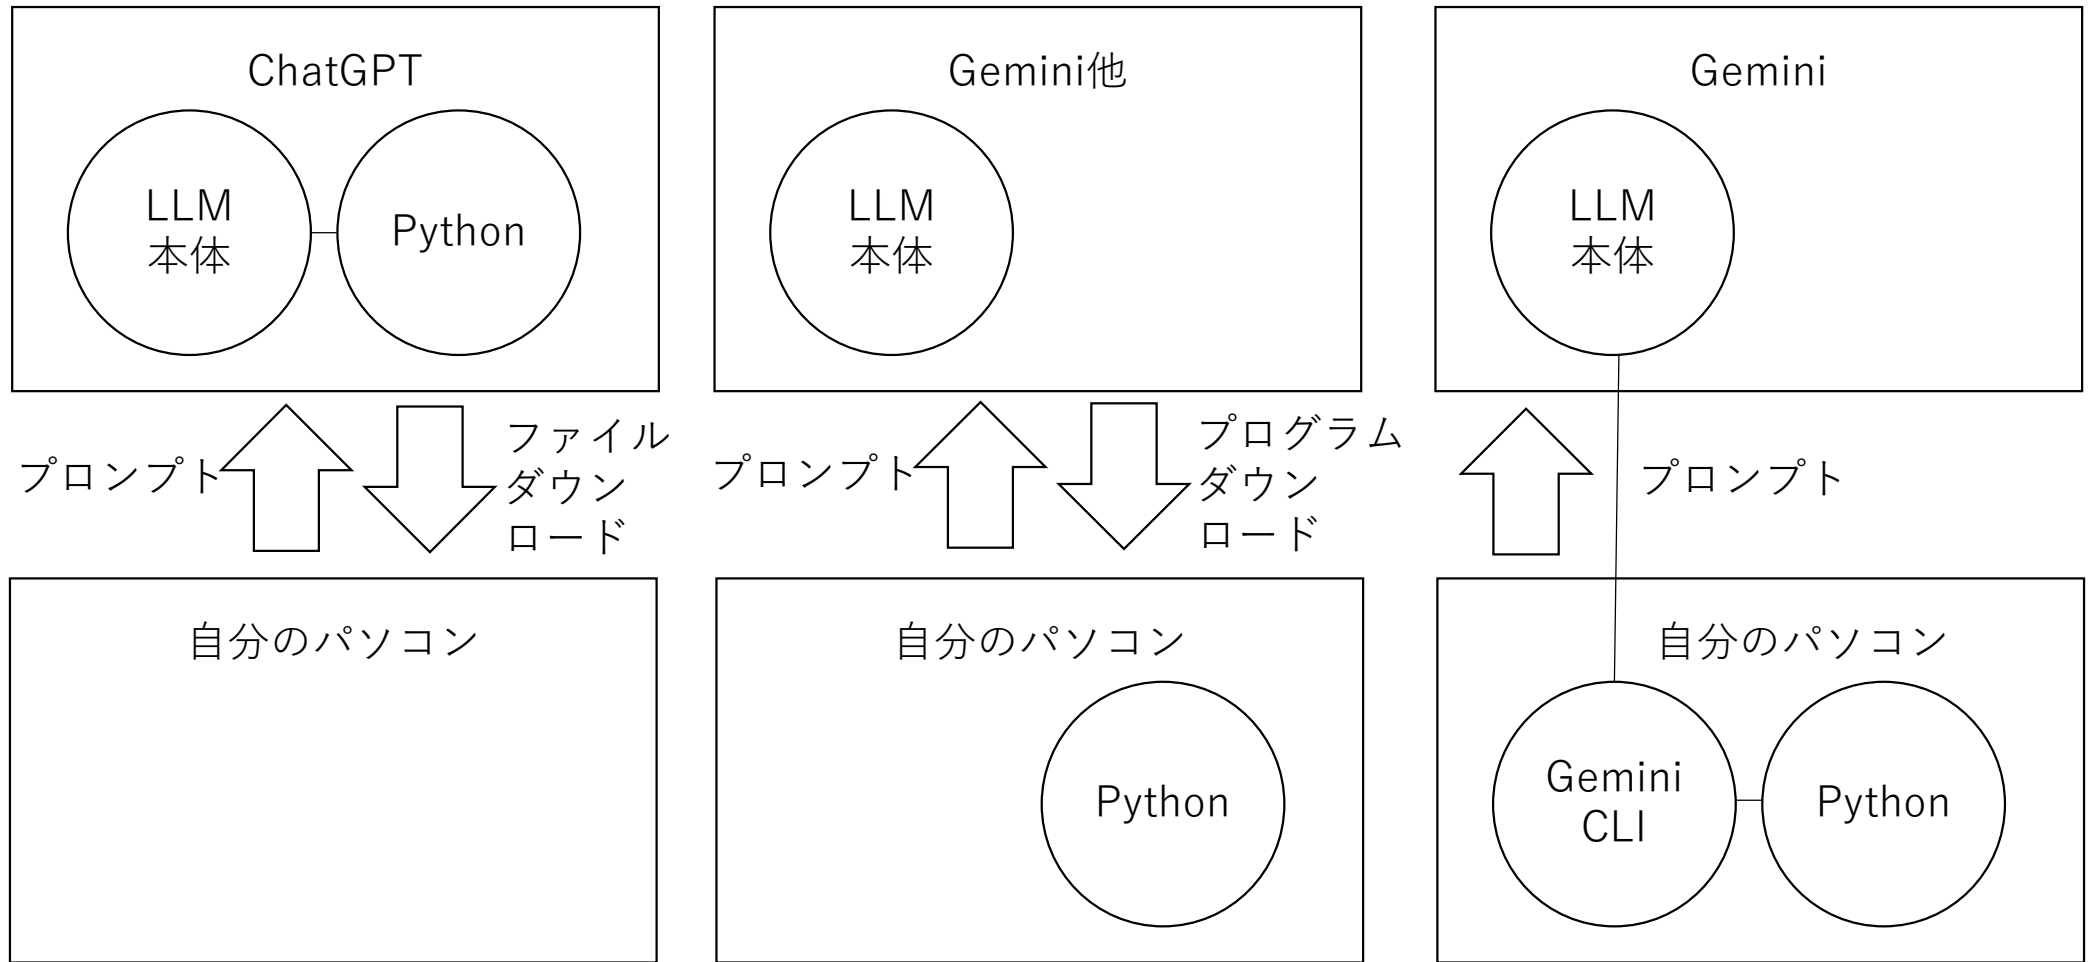 ChatGPT
LLM
本体
Python
プロンプト
ファイル
ダウン
ロード
自分のパソコン
Gemini他
LLM
本体
プロンプト
プログラム
ダウン
ロード
自分のパソコン
Python
Gemini
LLM
本体
プロンプト
自分のパソコン
Gemini
CLI
Python